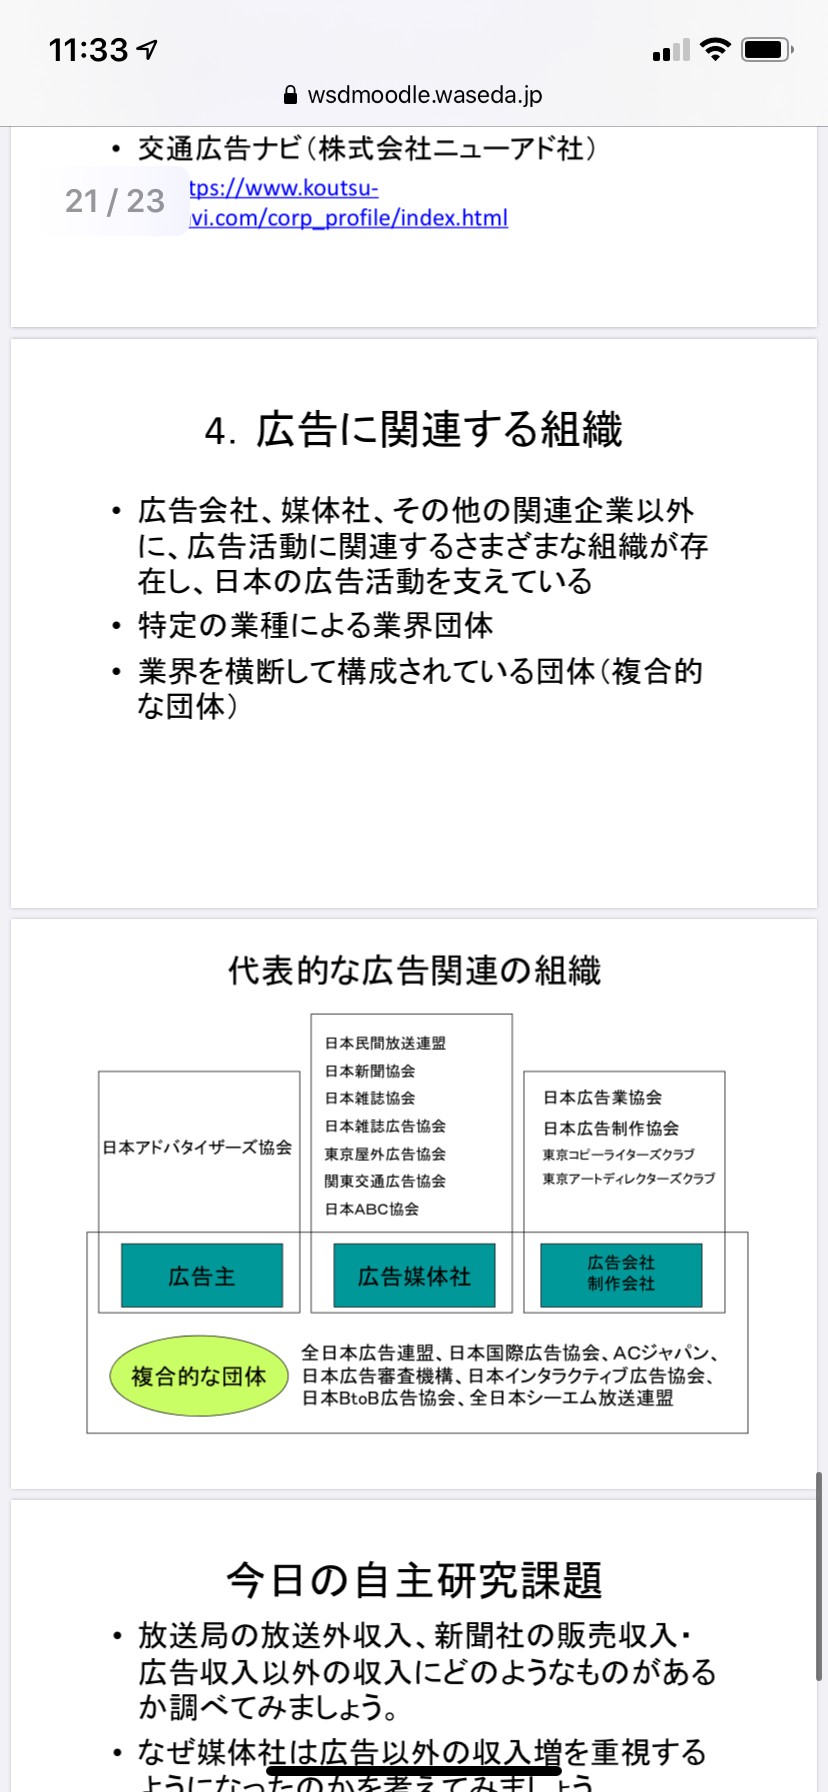 11:33
wsdmoodle.waseda.jp
• 交通広告ナビ（株式会社ニューアド社）
21 / 23
tps://www.koutsu-
vi.com/corp_profile/index.html
4. 広告に関連する組織
• 広告会社、媒体社、その他の関連企業以外
に、広告活動に関連するさまざまな組織が存
在し、日本の広告活動を支えている
• 特定の業種による業界団体
• 業界を横断して構成されている団体（複合的
な団体）
代表的な広告関連の組織
日本アドバタイザーズ協会
広告主
日本民間放送連盟
日本新聞協会
日本雑誌協会
日本雑誌広告協会
東京屋外広告協会
関東交通広告協会
日本ABC協会
広告媒体社
日本広告業協会
日本広告制作協会
東京コピーライターズクラブ
東京アートディレクターズクラブ
広告会社
制作会社
複合的な団体
全日本広告連盟、日本国際広告協会、ACジャパン、
日本広告審査機構、日本インタラクティブ広告協会、
日本BtoB広告協会、全日本シーエム放送連盟
今日の自主研究課題
• 放送局の放送外収入、新聞社の販売収入・
広告収入以外の収入にどのようなものがある
か調べてみましょう。
• なぜ媒体社は広告以外の収入増を重視する
ようになったのかを考えてみましょう